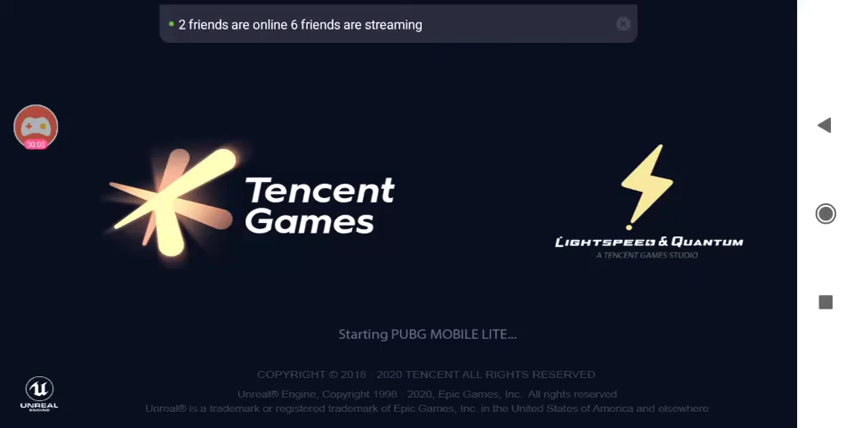 2 friends are online 6 friends are streaming
00:03
Tencent
Games
LIGHTSPEED & QUANTUM
A TENCENT GAMES STUDIO
Starting PUBG MOBILE LITE...
COPYRIGHT © 2018 - 2020 TENCENT ALL RIGHTS RESERVED
Unreal® Engine, Copyright 1998 - 2020, Epic Games, Inc. All rights reserved
Unreal® is a trademark or registered trademark of Epic Games, Inc. in the United States of America and elsewhere
UNREAL
ENGINE